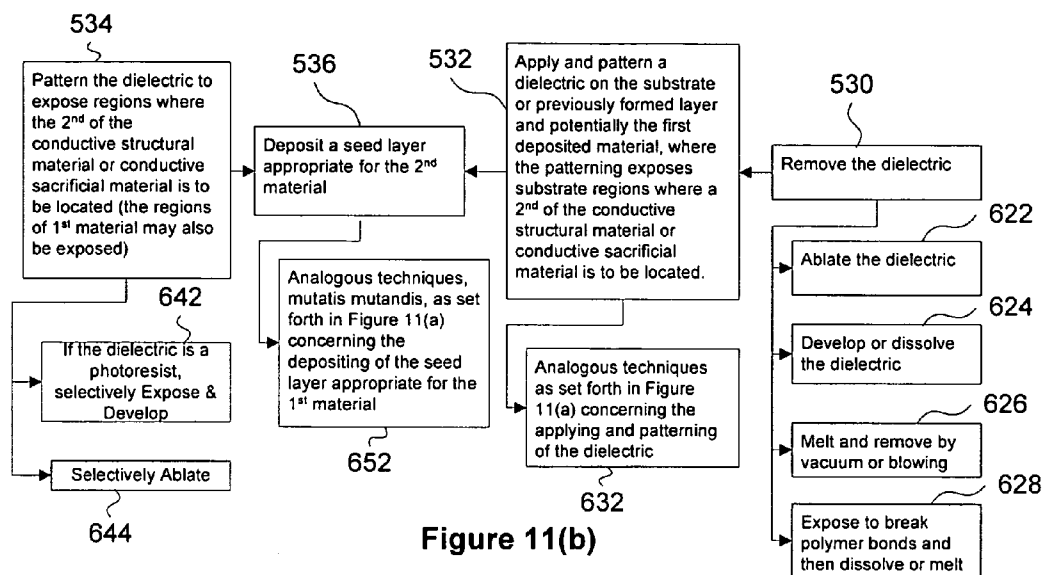 534
Pattern the dielectric to
expose regions where
the 2nd of the
conductive structural
material or conductive
sacrificial material is to
be located (the regions
of 1st material may also
be exposed)
642
If the dielectric is a
photoresist,
selectively Expose &
Develop
Selectively Ablate
644
536
Deposit a seed layer
appropriate for the 2nd
material
Analogous techniques,
mutatis mutandis, as set
forth in Figure 11(a)
concerning the
depositing of the seed
layer appropriate for the
1st material
652
532
Apply and pattern a
dielectric on the substrate
or previously formed layer
and potentially the first
deposited material, where
the patterning exposes
substrate regions where a
2nd of the conductive
structural material or
conductive sacrificial
material is to be located.
Analogous techniques
as set forth in Figure
11(a) concerning the
applying and patterning
of the dielectric
632
530
Remove the dielectric
622
Ablate the dielectric
624
Develop or dissolve
the dielectric
626
Melt and remove by
vacuum or blowing
628
Expose to break
polymer bonds and
then dissolve or melt
Figure 11(b)